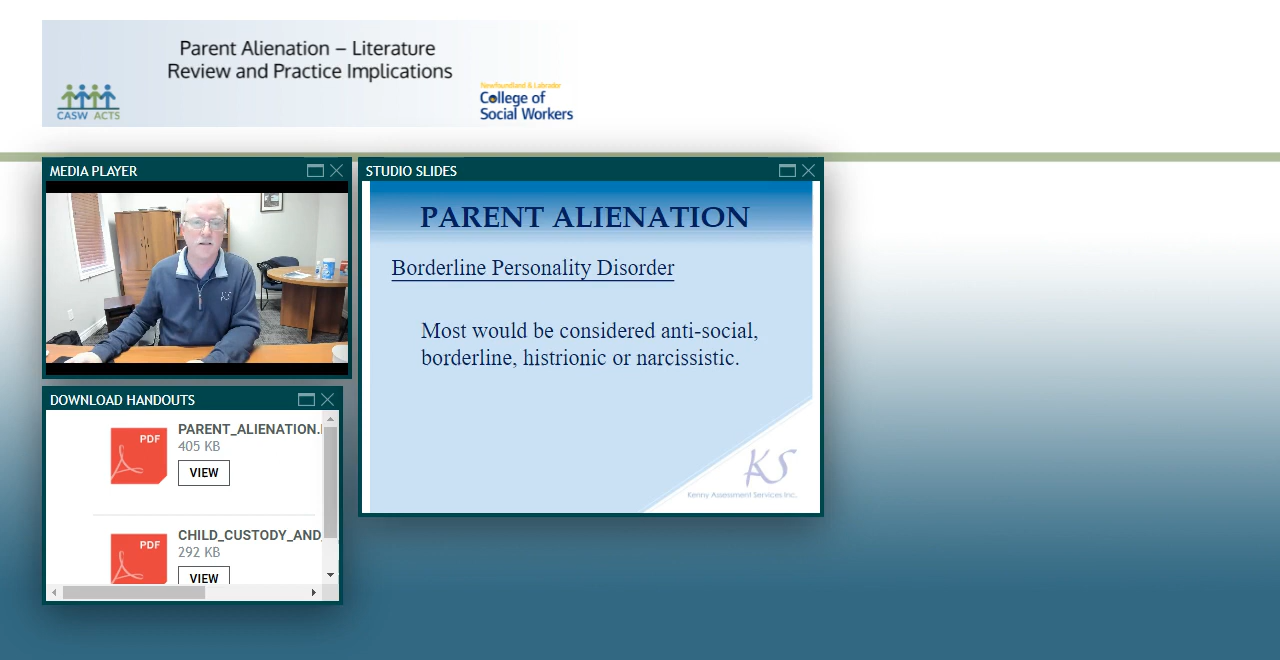 Parent Alienation – Literature
Review and Practice Implications
CASW ACTS
Newfoundland & Labrador
College of
Social Workers
MEDIA PLAYER
KS
STUDIO SLIDES
PARENT ALIENATION
Borderline Personality Disorder
Most would be considered anti-social,
borderline, histrionic or narcissistic.
KS
Kenny Assessment Services Inc.
DOWNLOAD HANDOUTS
PDF
PARENT_ALIENATION.
405 KB
VIEW
PDF
CHILD_CUSTODY_AND
292 KB
VIEW